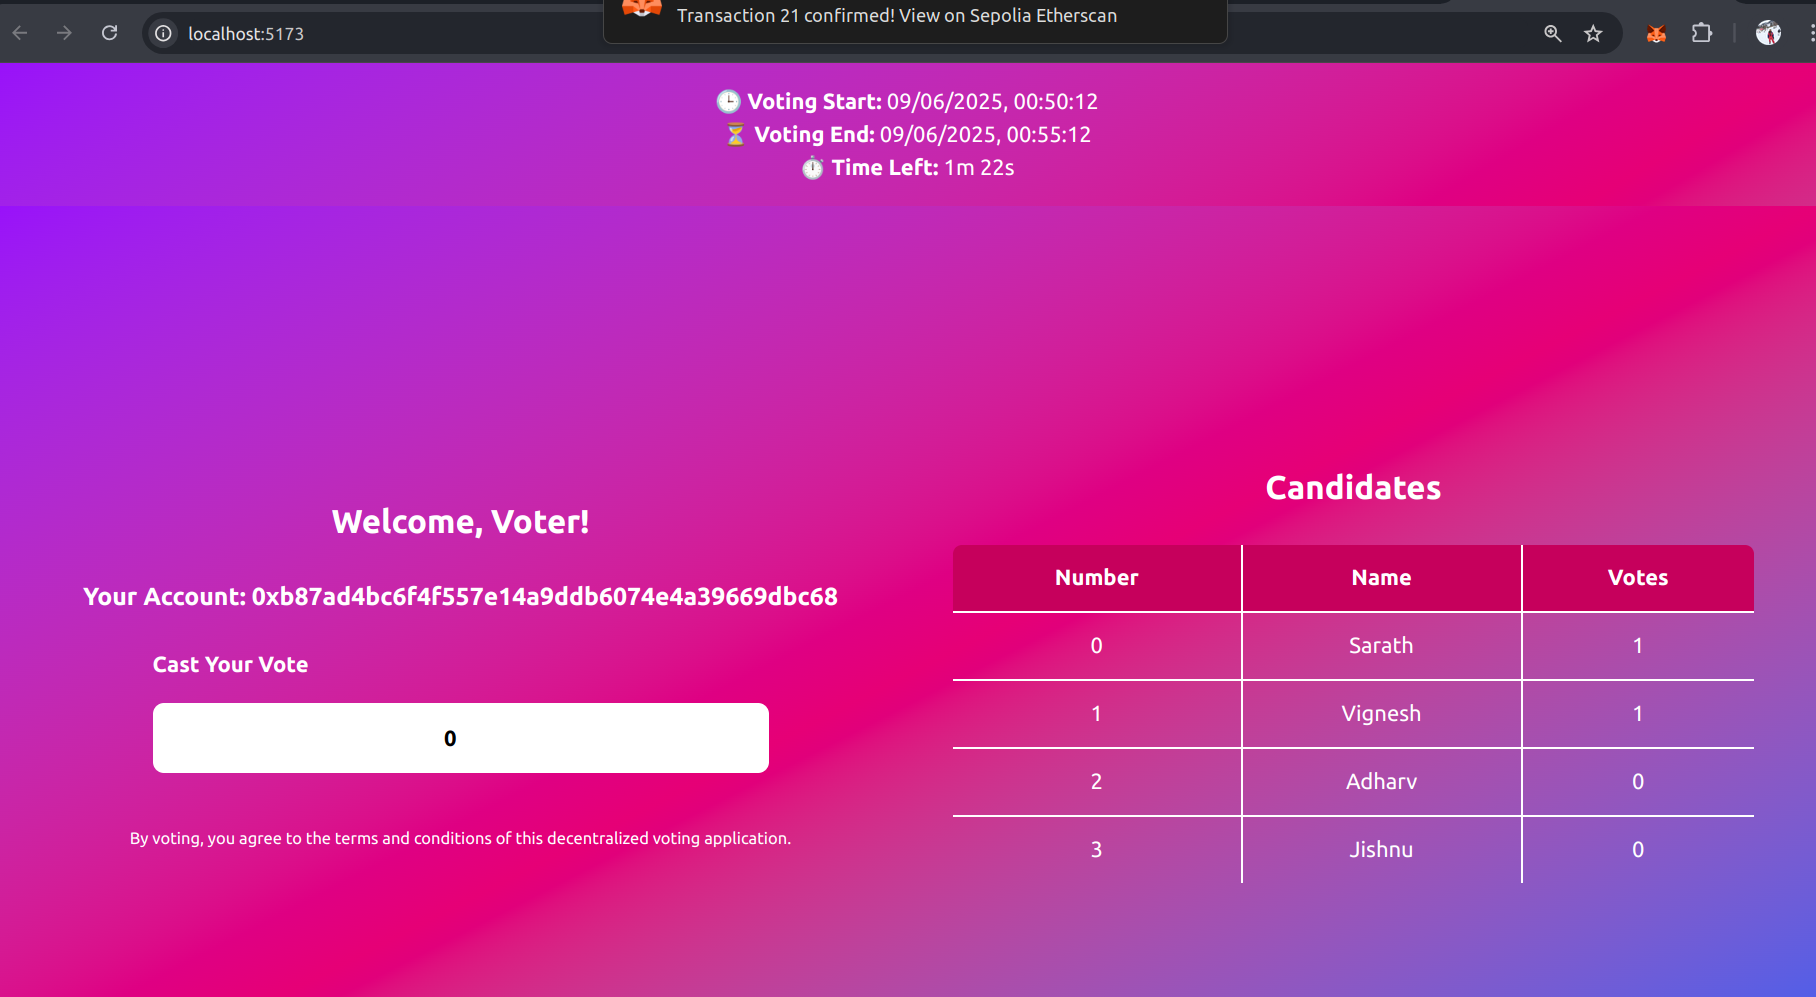 Transaction 21 confirmed! View on Sepolia Etherscan
localhost:5173
Voting Start: 09/06/2025, 00:50:12
Voting End: 09/06/2025, 00:55:12
Time Left: 1m 22s
Welcome, Voter!
Your Account: 0xb87ad4bc6f4f557e14a9ddb6074e4a39669dbc68
Cast Your Vote
0
By voting, you agree to the terms and conditions of this decentralized voting application.
Candidates
Number Name Votes
0 Sarath 1
1 Vignesh 1
2 Adharv 0
3 Jishnu 0